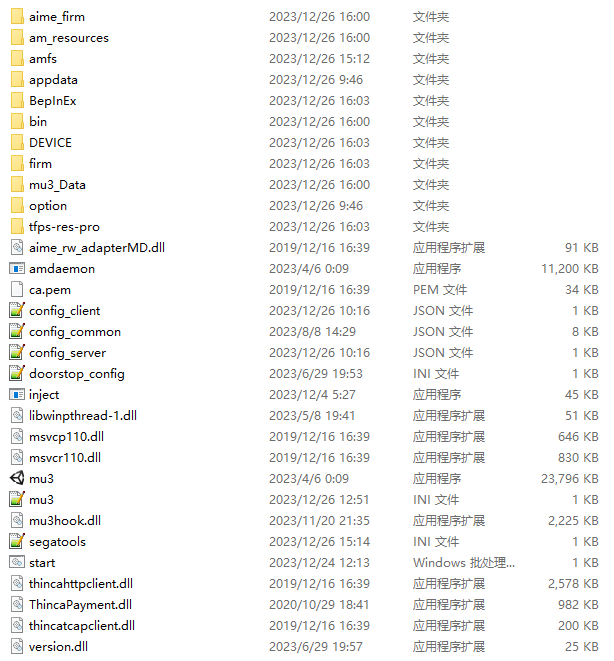 aime_firm 2023/12/26 16:00 文件夹
am_resources 2023/12/26 16:00 文件夹
amfs 2023/12/26 15:12 文件夹
appdata 2023/12/26 9:46 文件夹
BepInEx 2023/12/26 16:03 文件夹
bin 2023/12/26 16:00 文件夹
DEVICE 2023/12/26 16:03 文件夹
firm 2023/12/26 16:03 文件夹
mu3_Data 2023/12/26 16:00 文件夹
option 2023/12/26 9:46 文件夹
tfps-res-pro 2023/12/26 16:03 文件夹
aime_rw_adapterMD.dll 2019/12/16 16:39 应用程序扩展 91 KB
amdaemon 2023/4/6 0:09 应用程序 11,200 KB
ca.pem 2019/12/16 16:39 PEM 文件 34 KB
config_client 2023/12/26 10:16 JSON 文件 1 KB
config_common 2023/8/8 14:29 JSON 文件 8 KB
config_server 2023/12/26 10:16 JSON 文件 1 KB
doorstop_config 2023/6/29 19:53 INI 文件 1 KB
inject 2023/12/4 5:27 应用程序 45 KB
libwinpthread-1.dll 2023/5/8 19:41 应用程序扩展 51 KB
msvcp110.dll 2019/12/16 16:39 应用程序扩展 646 KB
msvcr110.dll 2019/12/16 16:39 应用程序扩展 830 KB
mu3 2023/4/6 0:09 应用程序 23,796 KB
mu3 2023/12/26 12:51 INI 文件 1 KB
mu3hook.dll 2023/11/20 21:35 应用程序扩展 2,225 KB
segatools 2023/12/26 15:14 INI 文件 1 KB
start 2023/12/24 12:13 Windows 批处理... 1 KB
thincahttpclient.dll 2019/12/16 16:39 应用程序扩展 2,578 KB
ThincaPayment.dll 2020/10/29 18:41 应用程序扩展 982 KB
thincatcapclient.dll 2019/12/16 16:39 应用程序扩展 200 KB
version.dll 2023/6/29 19:57 应用程序扩展 25 KB